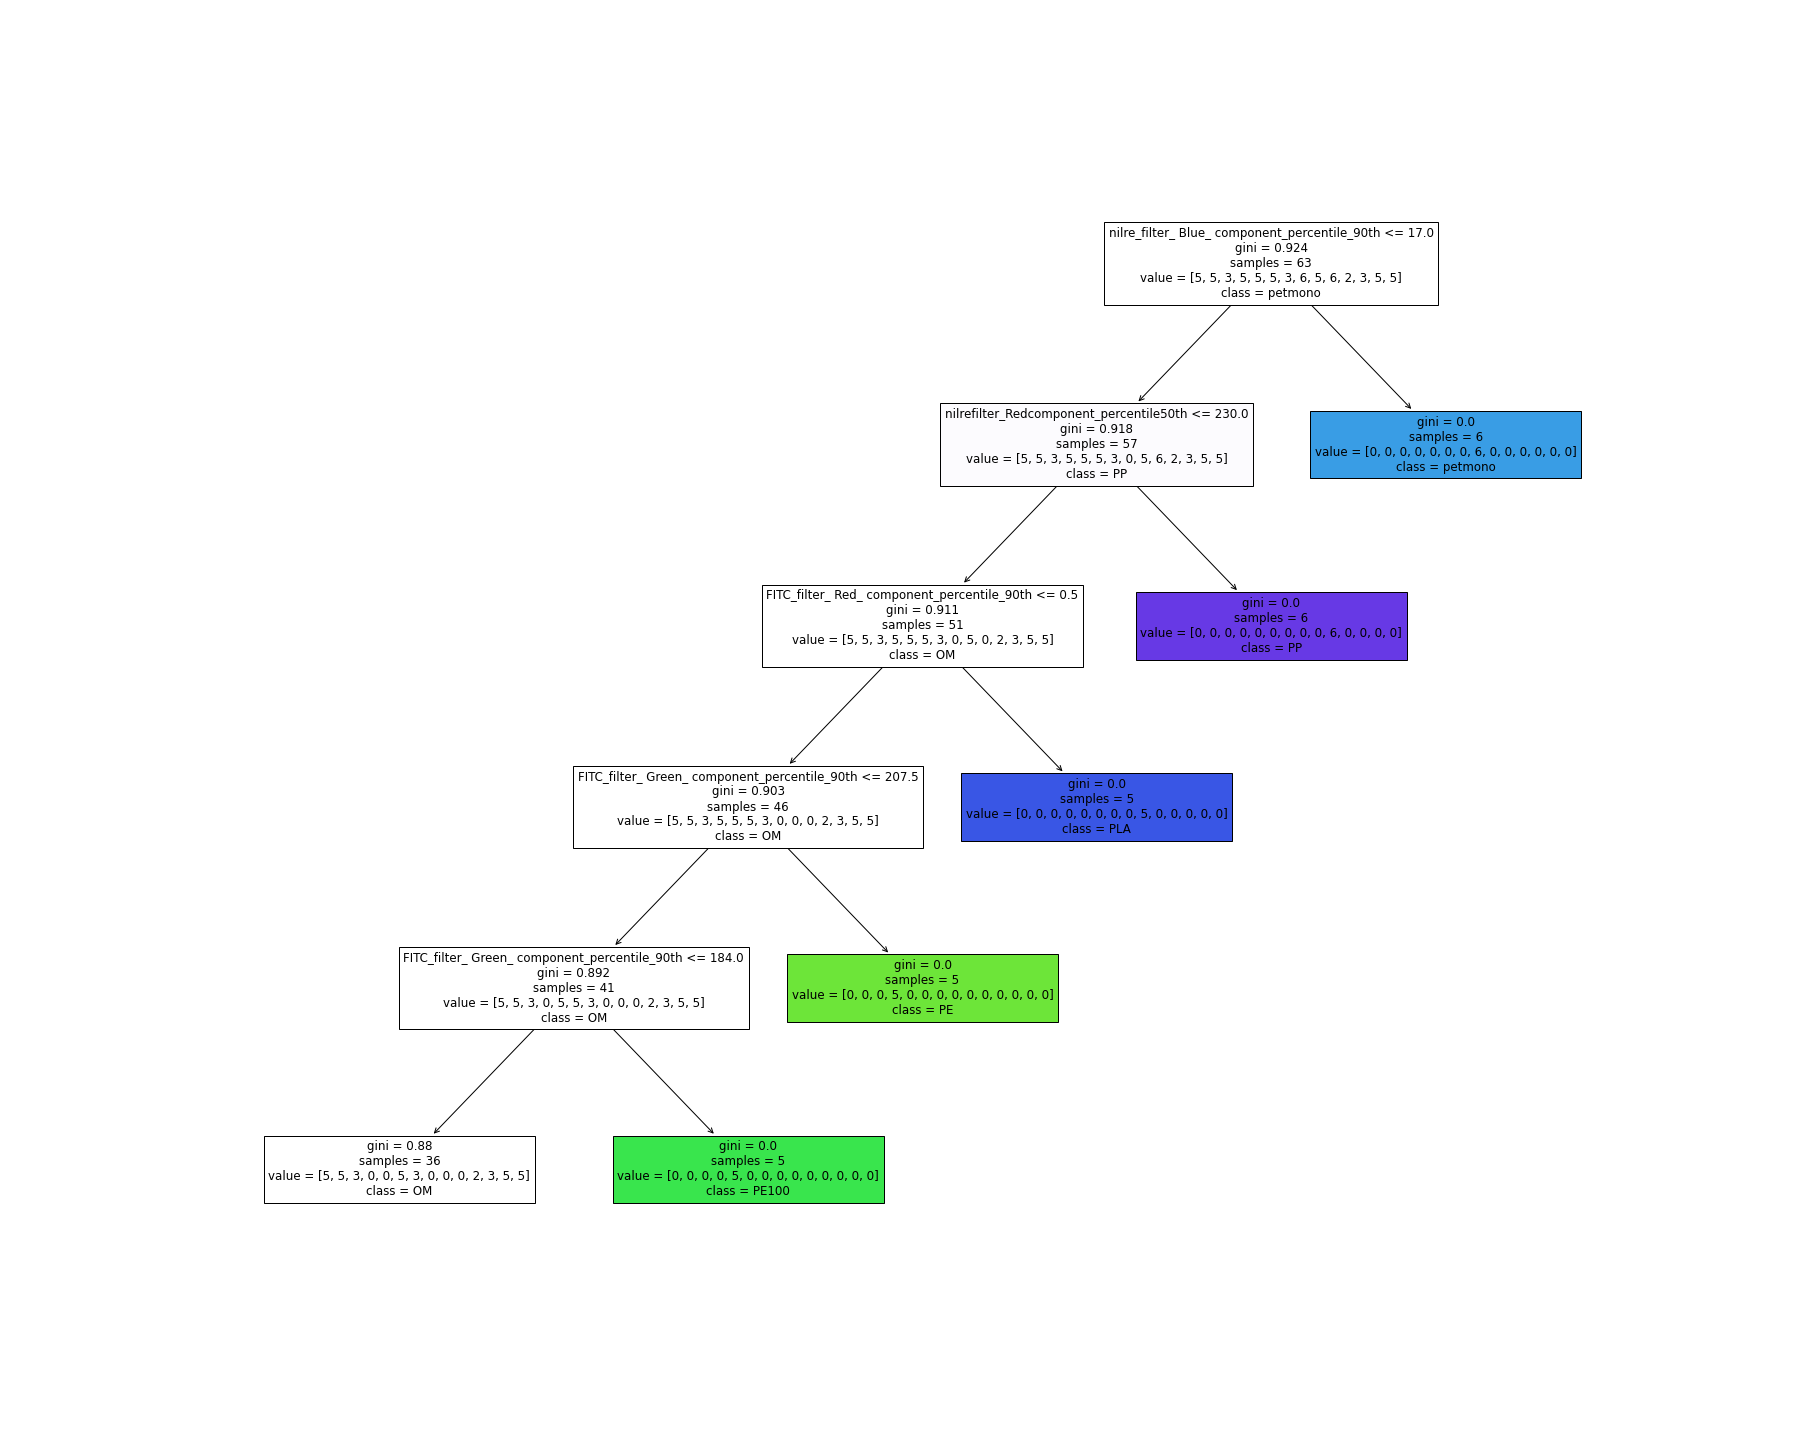 nilre_filter_ Blue_ component_percentile_90th <= 17.0
gini = 0.924
samples = 63
value = [5, 5, 3, 5, 5, 5, 3, 6, 5, 6, 2, 3, 5, 5]
class = petmono
nilrefilter_Redcomponent_percentile50th <= 230.0
gini = 0.918
samples = 57
value = [5, 5, 3, 5, 5, 5, 3, 0, 5, 6, 2, 3, 5, 5]
class = PP
gini = 0.0
samples = 6
value = [0, 0, 0, 0, 0, 0, 0, 6, 0, 0, 0, 0, 0, 0]
class = petmono
FITC_filter_ Red_ component_percentile_90th <= 0.5
gini = 0.911
samples = 51
value = [5, 5, 3, 5, 5, 5, 3, 0, 5, 0, 2, 3, 5, 5]
class = OM
gini = 0.0
samples = 6
value = [0, 0, 0, 0, 0, 0, 0, 0, 0, 6, 0, 0, 0, 0]
class = PP
FITC_filter_ Green_ component_percentile_90th <= 207.5
gini = 0.903
samples = 46
value = [5, 5, 3, 5, 5, 5, 3, 0, 0, 0, 2, 3, 5, 5]
class = OM
gini = 0.0
samples = 5
value = [0, 0, 0, 0, 0, 0, 0, 0, 5, 0, 0, 0, 0, 0]
class = PLA
FITC_filter_ Green_ component_percentile_90th <= 184.0
gini = 0.892
samples = 41
value = [5, 5, 3, 0, 5, 5, 3, 0, 0, 0, 2, 3, 5, 5]
class = OM
gini = 0.0
samples = 5
value = [0, 0, 0, 5, 0, 0, 0, 0, 0, 0, 0, 0, 0, 0]
class = PE
gini = 0.88
samples = 36
value = [5, 5, 3, 0, 0, 5, 3, 0, 0, 0, 2, 3, 5, 5]
class = OM
gini = 0.0
samples = 5
value = [0, 0, 0, 0, 5, 0, 0, 0, 0, 0, 0, 0, 0, 0]
class = PE100